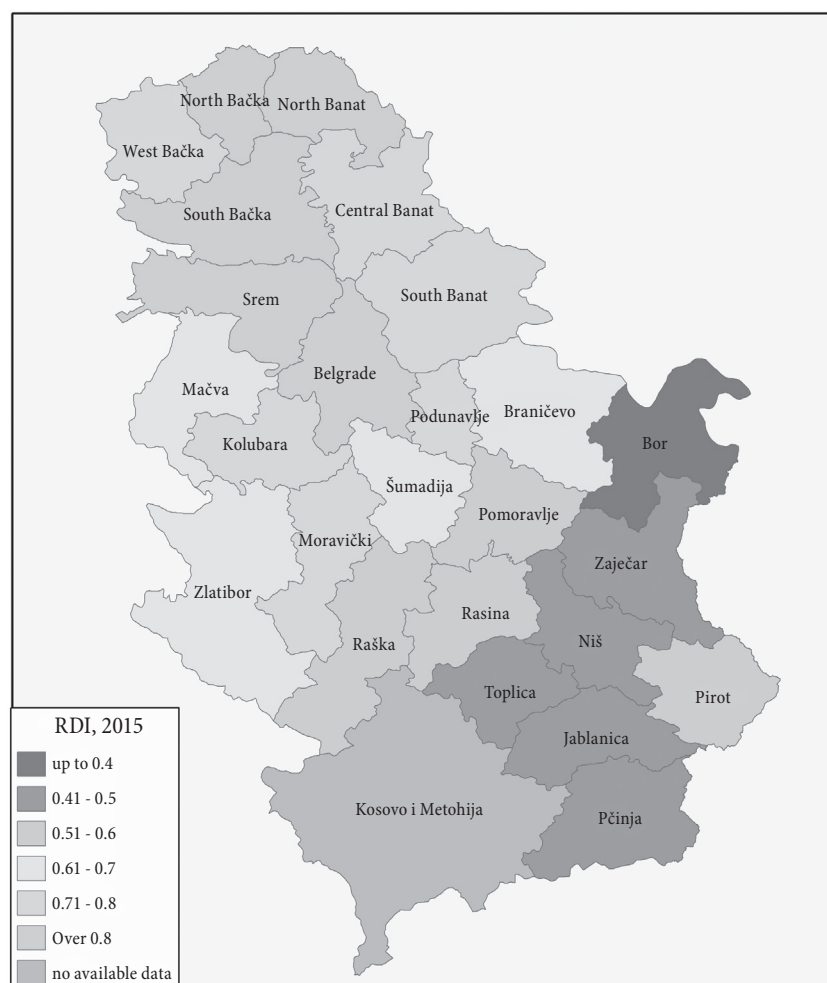 North Bačka
North Banat
West Bačka
South Bačka
Central Banat
Srem
South Banat
Mačva
Belgrade
Podunavlje
Braničevo
Bor
Kolubara
Šumadija
Pomoravlje
Moravički
Zaječar
Zlatibor
Rasina
Raška
Niš
Toplica
Pirot
Jablanica
Kosovo i Metohija
Pčinja
RDI, 2015
up to 0.4
0.41 - 0.5
0.51 - 0.6
0.61 - 0.7
0.71 - 0.8
Over 0.8
no available data